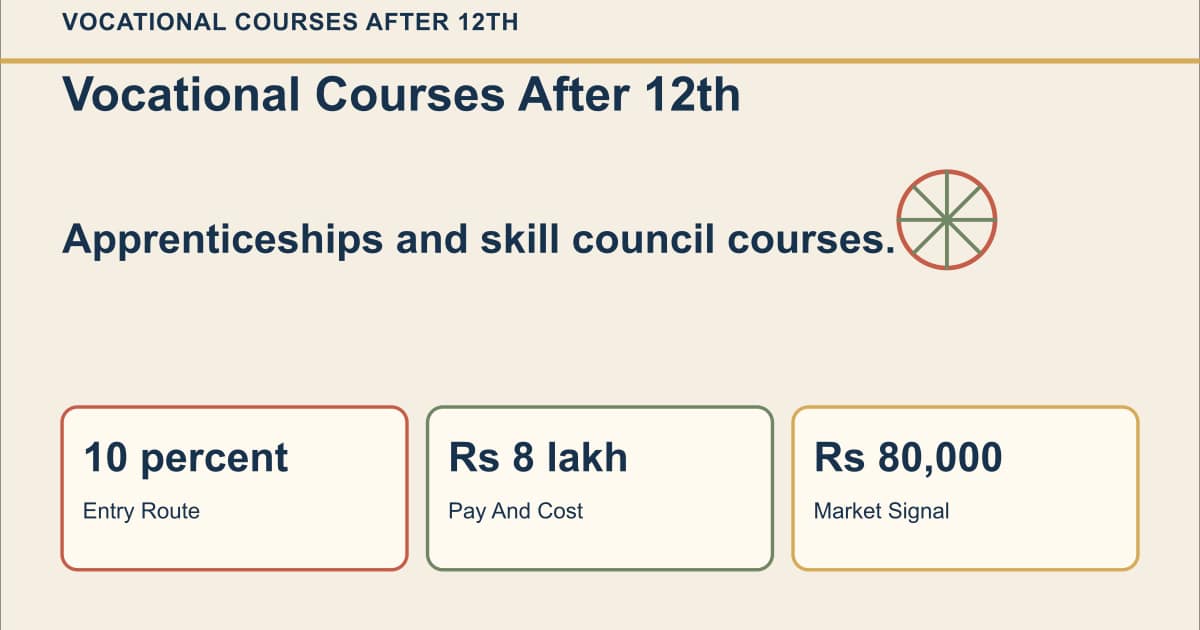 VOCATIONAL COURSES AFTER 12TH
Vocational Courses After 12th
Apprenticeships and skill council courses.
10 percent
Entry Route
Rs 8 lakh
Pay And Cost
Rs 80,000
Market Signal